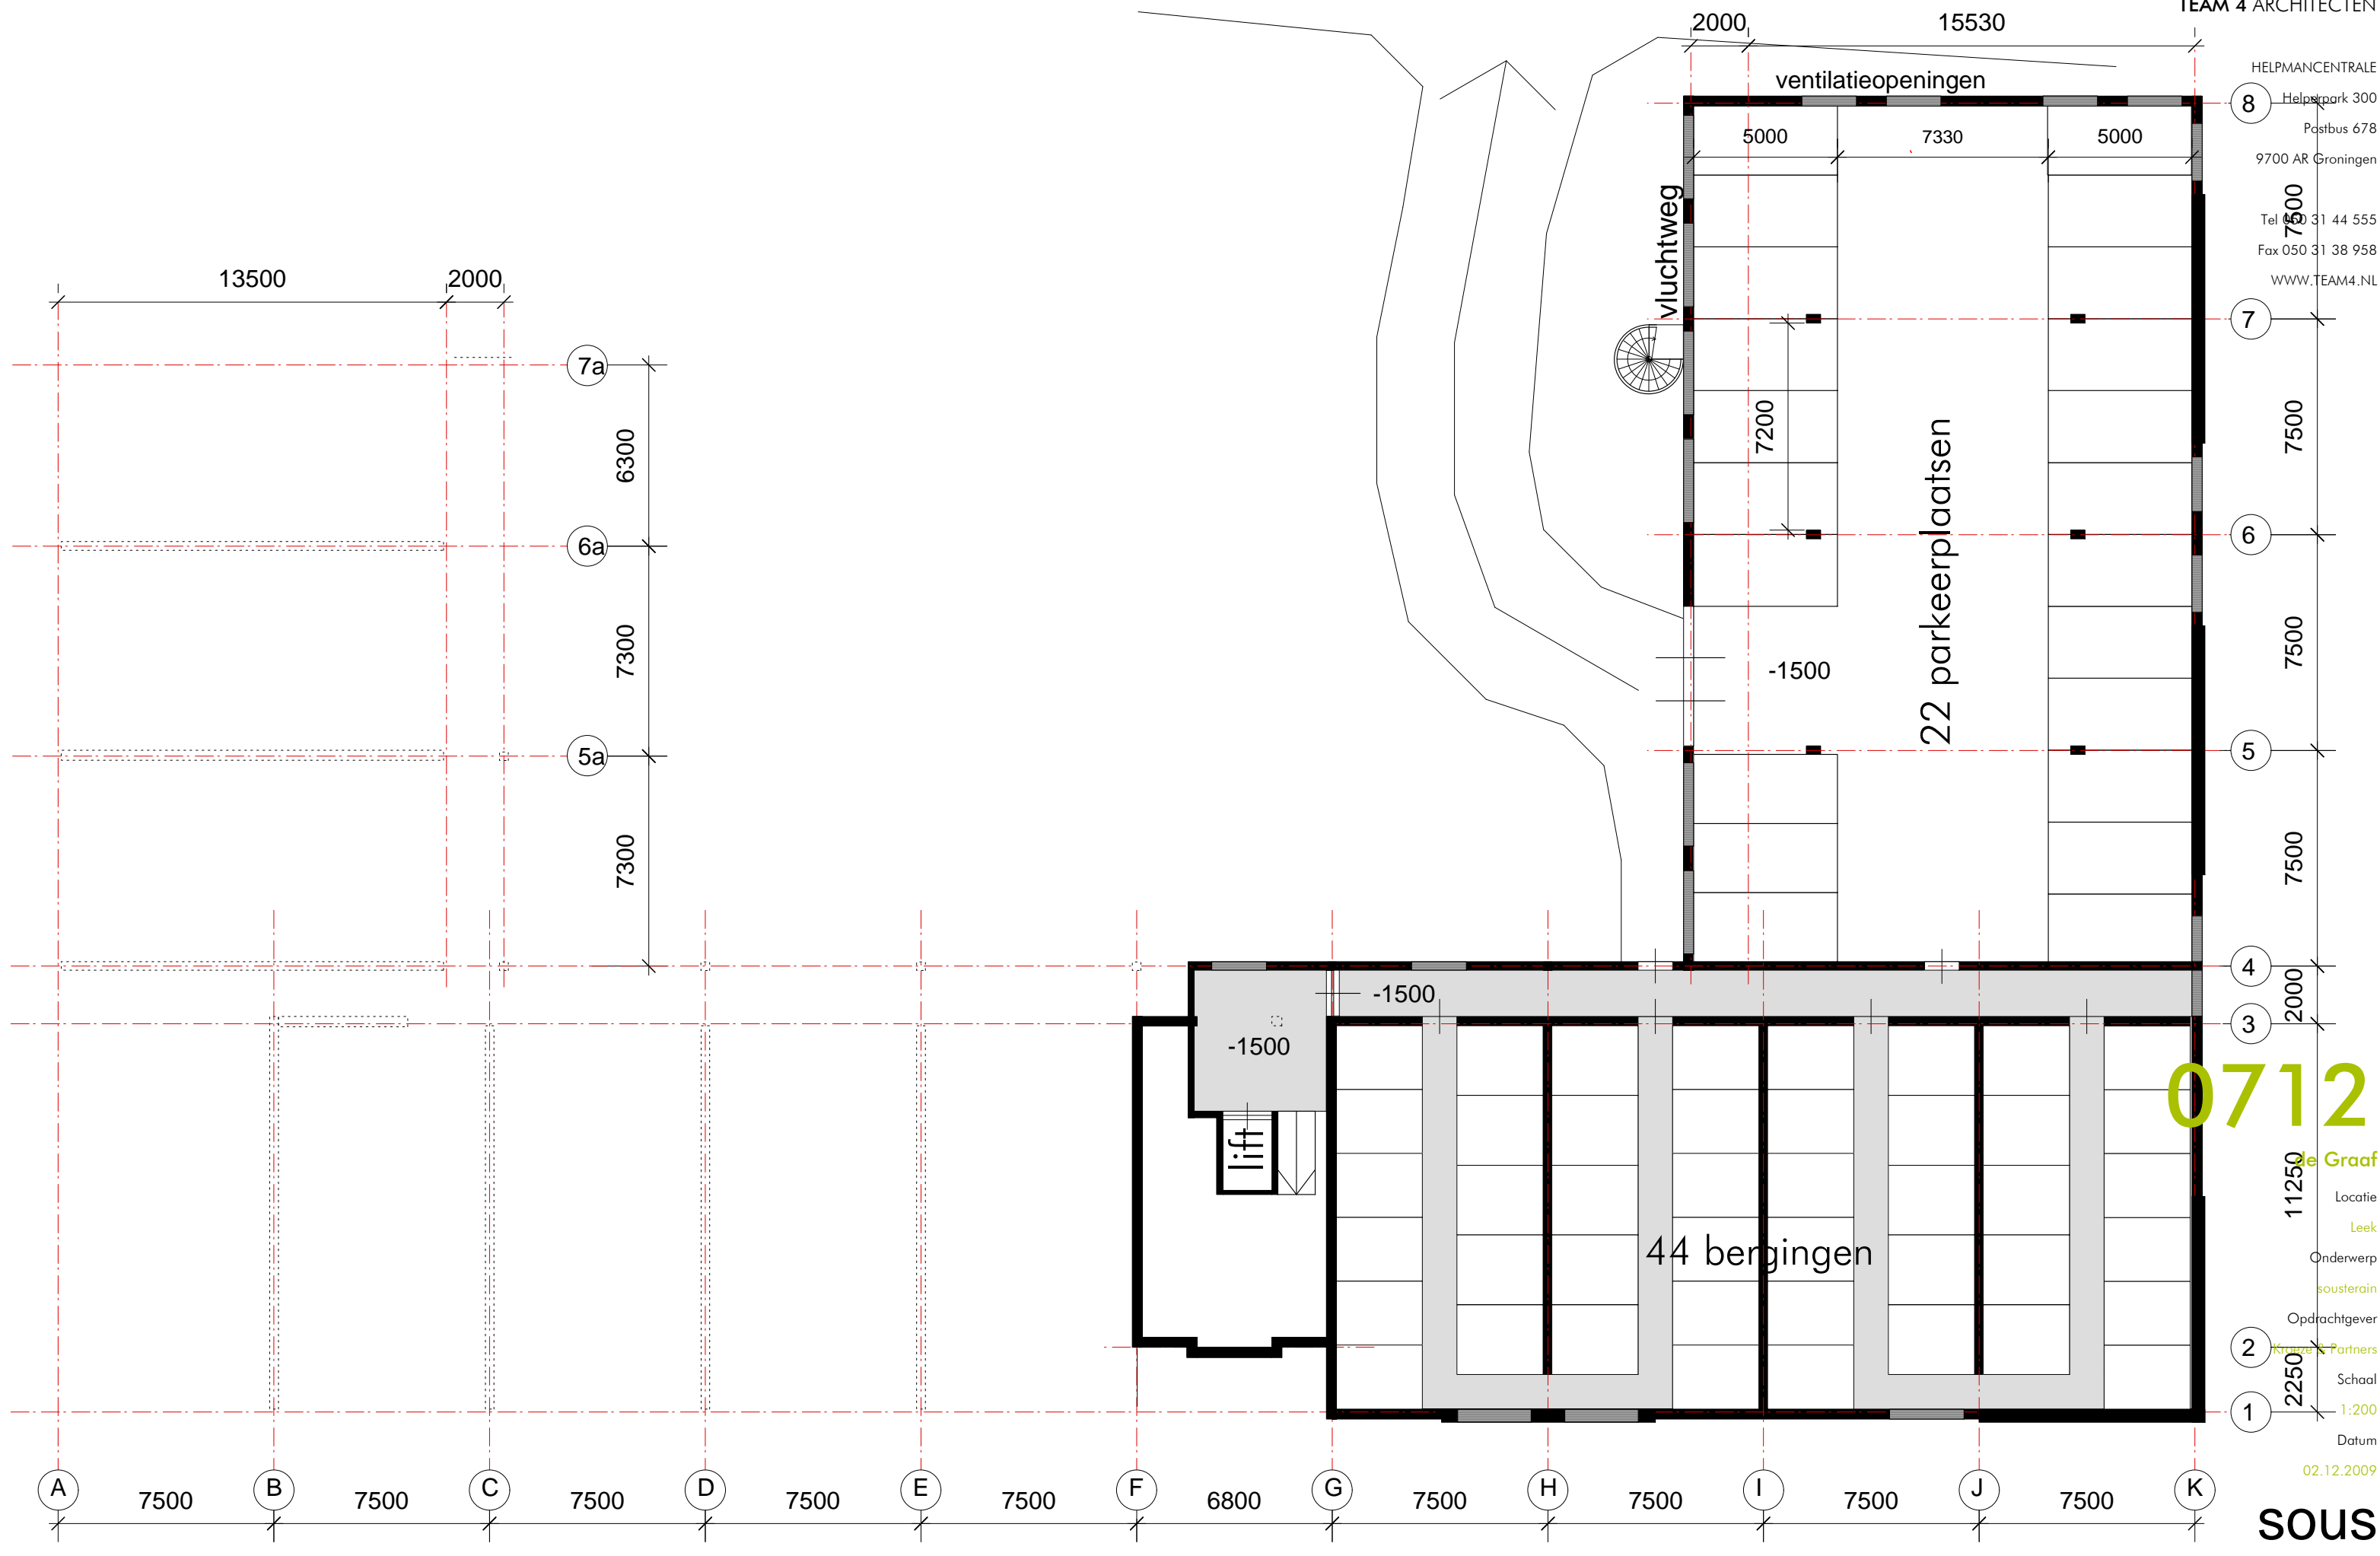 TEAM 4 ARCHITECTEN
2000
15530
HELPMANCENTRALE
ventilatieopeningen
8
Helperpark 300
5000
7330
5000
Postbus 678
9700 AR Groningen
vluchtweg
7500
Tel 050 31 44 555
Fax 050 31 38 958
WWW.TEAM4.NL
13500
2000
7
7a
7200
7500
6300
22 parkeerplaatsen
6a
6
7300
-1500
7500
5a
5
7300
7500
4
-1500
2000
-1500
3
0712
lift
de Graaf
11250
Locatie
Leek
44 bergingen
Onderwerp
sousterain
Opdrachtgever
2
Kroeze & Partners
Schaal
2250
1:200
1
Datum
02.12.2009
A
7500
B
7500
C
7500
D
7500
E
7500
F
6800
G
7500
H
7500
I
7500
J
7500
K
sous